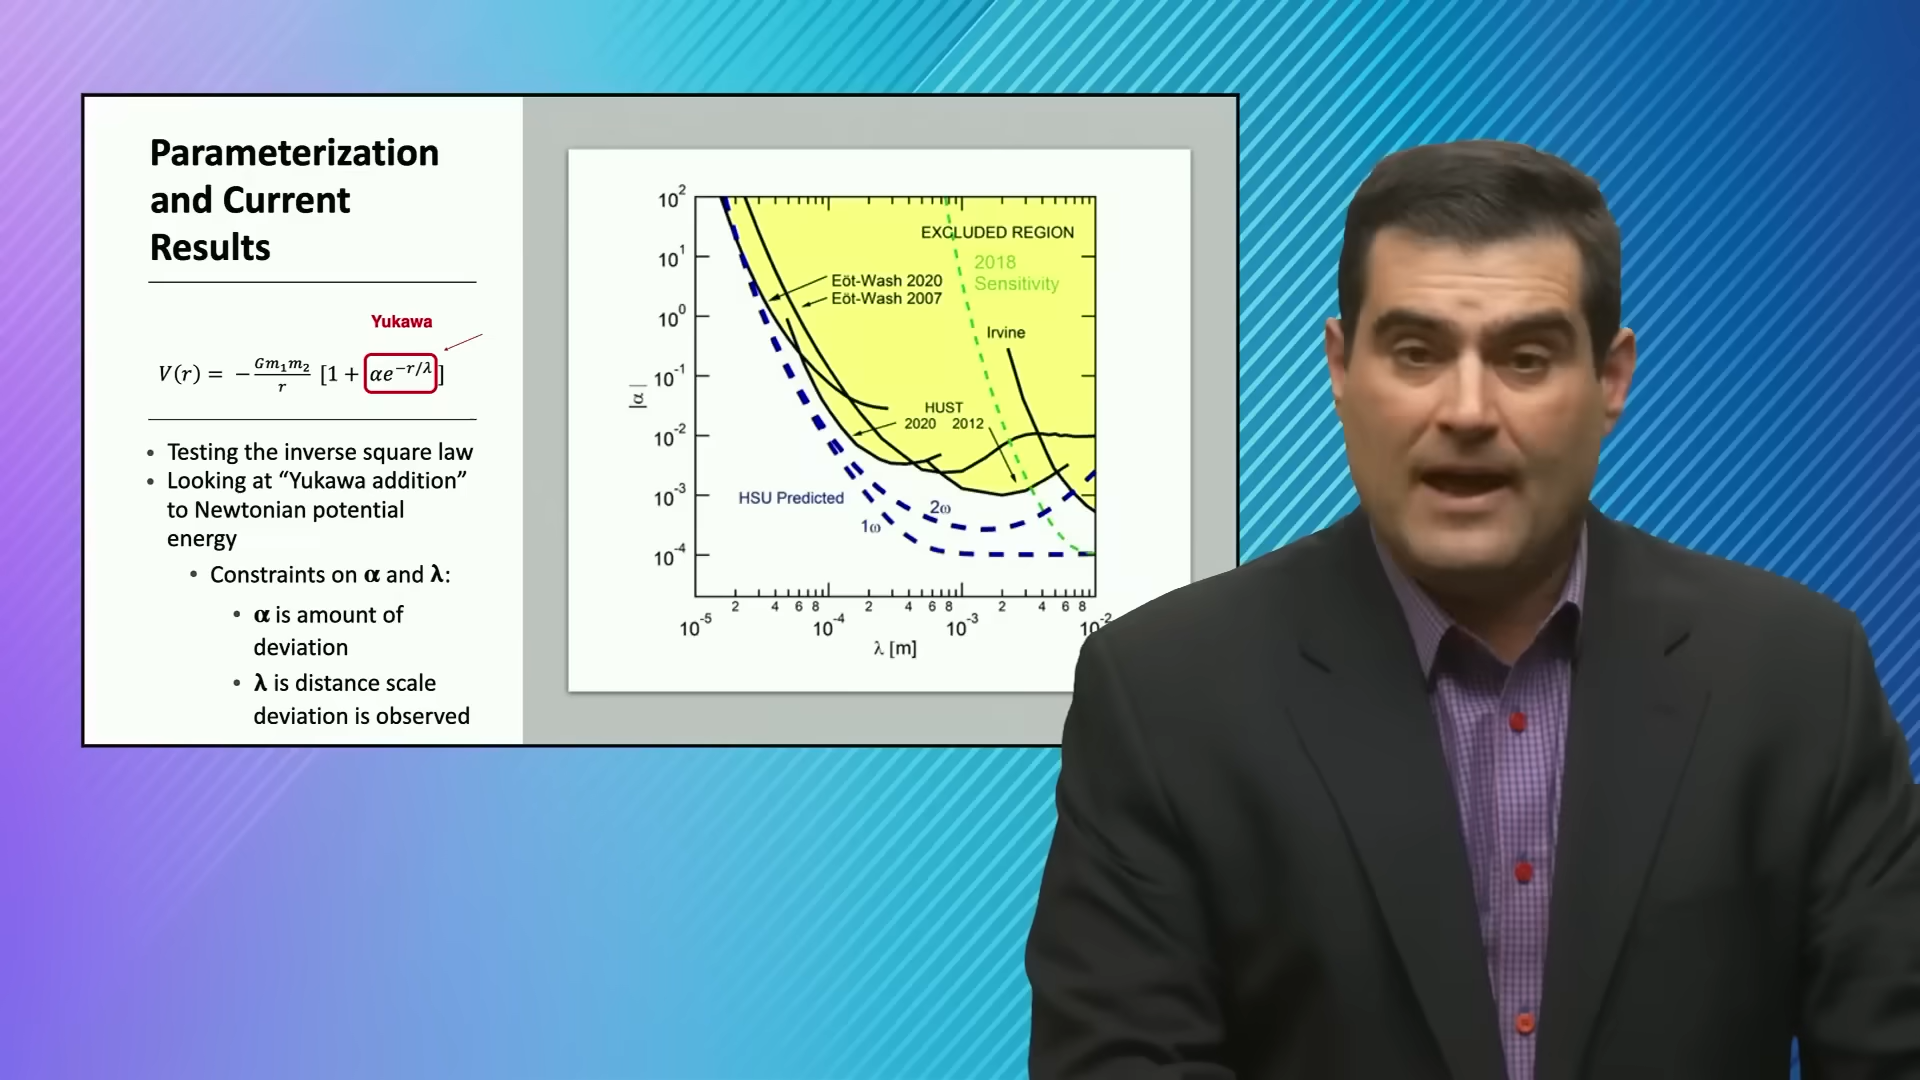 Parameterization
and Current
Results
Yukawa
V(r) = − Gm₁m₂/r [1 + αe^−r/λ]
• Testing the inverse square law
• Looking at “Yukawa addition”
to Newtonian potential
energy
• Constraints on α and λ:
• α is amount of
deviation
• λ is distance scale
deviation is observed
10²
10¹
10⁰
10⁻¹
10⁻²
10⁻³
10⁻⁴
|α|
EXCLUDED REGION
2018
Sensitivity
Eöt-Wash 2020
Eöt-Wash 2007
Irvine
HUST
2020 2012
HSU Predicted
2ω
1ω
2 4 6 8 2 4 6 8 2 4 6 8
10⁻⁵ 10⁻⁴ 10⁻³ 10⁻²
λ [m]